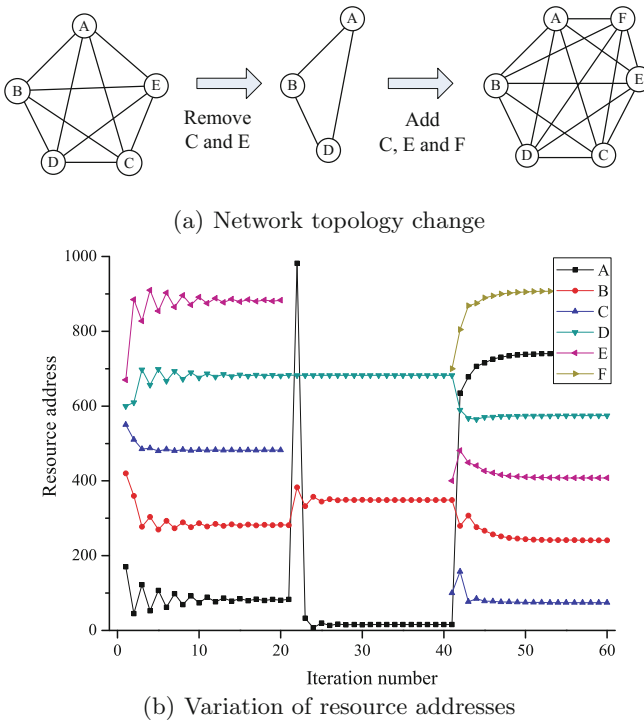 A
B
E
D
C
Remove
C and E
A
B
D
Add
C, E and F
A
F
B
E
D
C
(a) Network topology change
1000
800
600
400
200
0
Resource address
A
B
C
D
E
F
0 10 20 30 40 50 60
Iteration number
(b) Variation of resource addresses